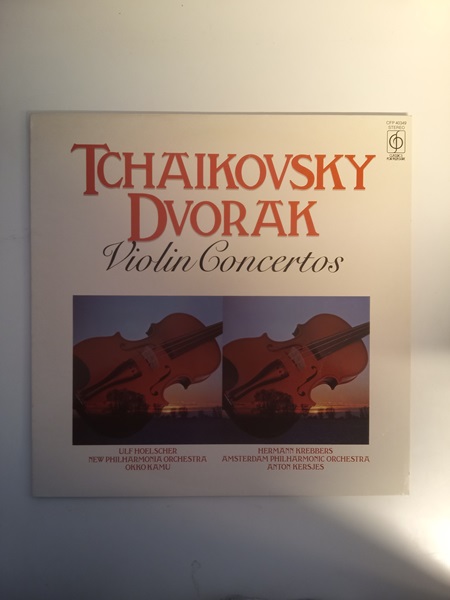 STEREO
TCHAIKOVSKY
DVORAK
Violin Concertos
ULF HOELSCHER
NEW PHILHARMONIA ORCHESTRA
OKKO KAMU
HERMANN KREBBERS
AMSTERDAM PHILHARMONIC ORCHESTRA
ANTON KERSJES